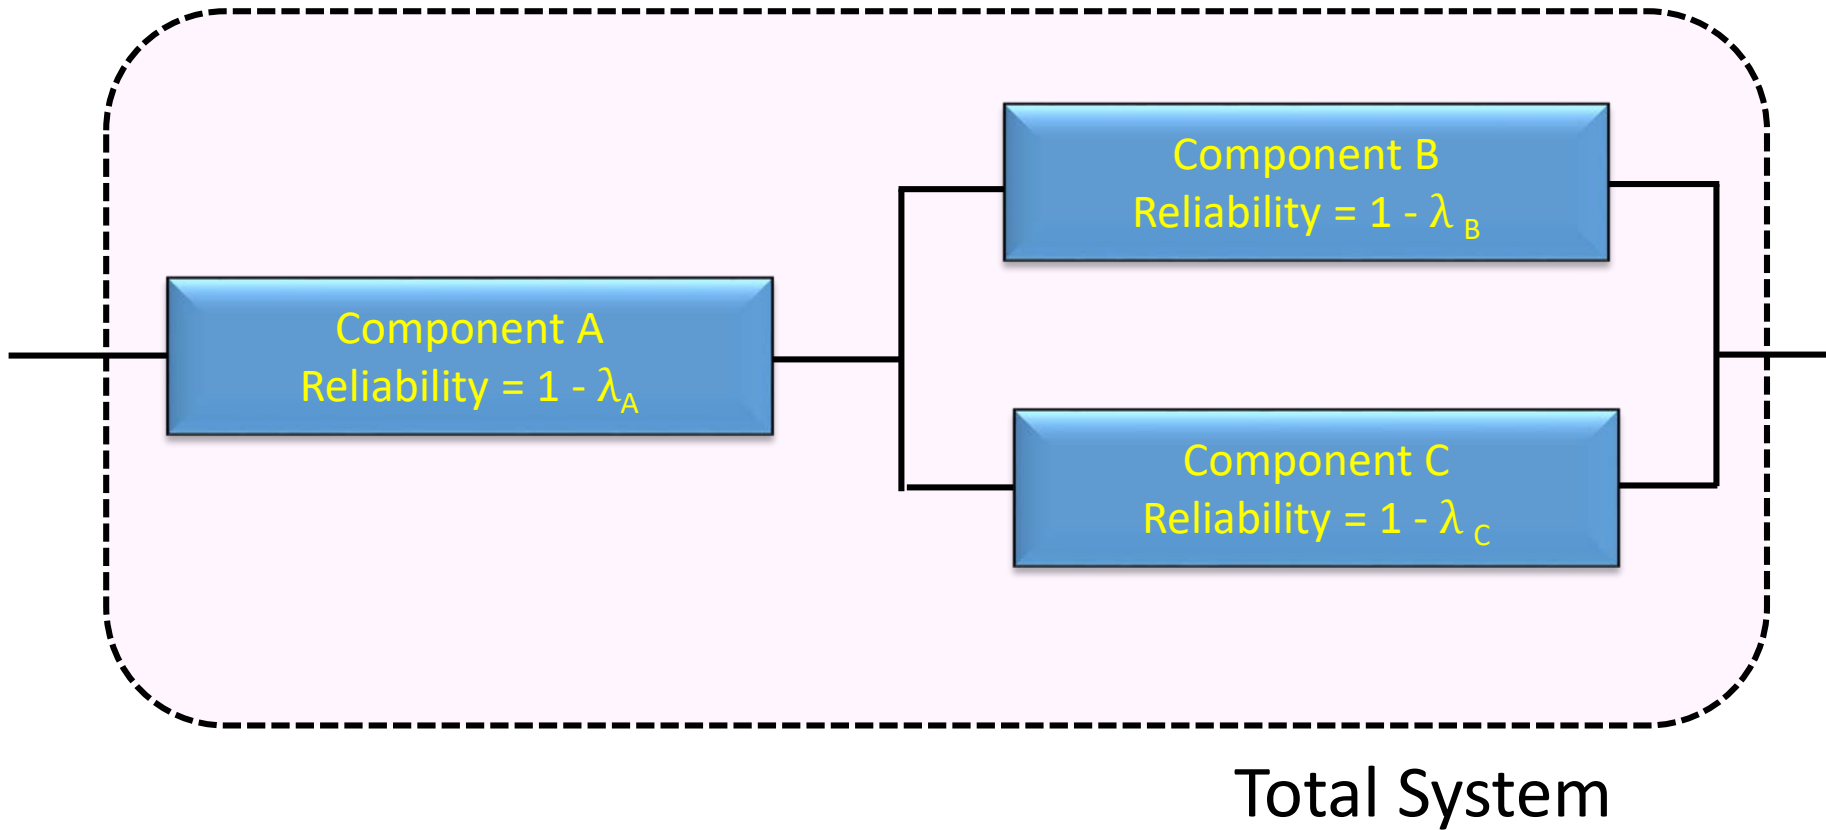 Component B
Reliability = 1 - λ B
Component A
Reliability = 1 - λA
Component C
Reliability = 1 - λ C
Total System